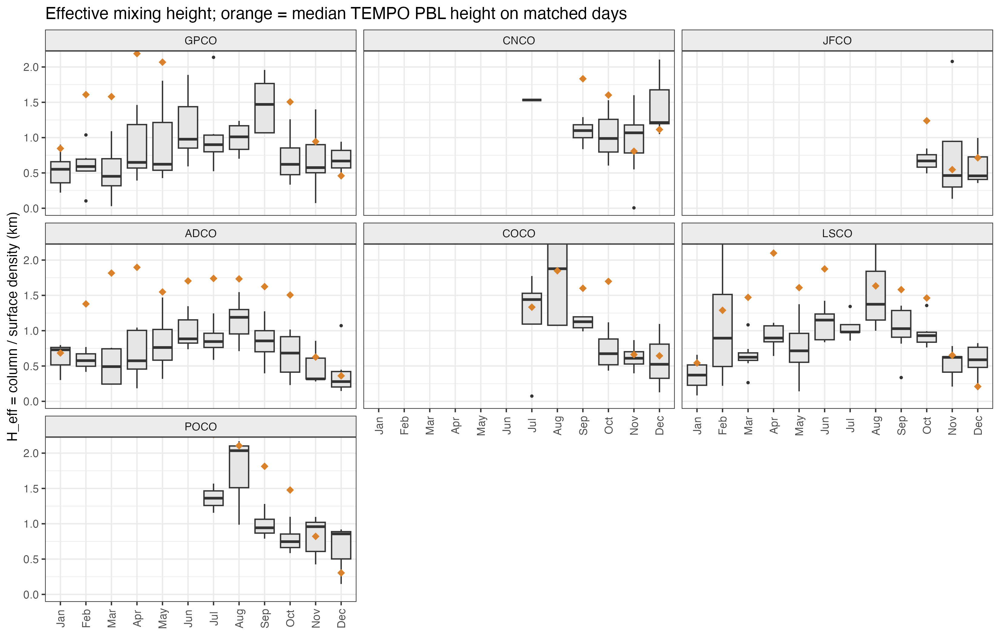 Effective mixing height; orange = median TEMPO PBL height on matched days
H_eff = column / surface density (km)
GPCO
CNCO
JFCO
2.0
1.5
1.0
0.5
0.0
ADCO
COCO
LSCO
2.0
1.5
1.0
0.5
0.0
Jan Feb Mar Apr May Jun Jul Aug Sep Oct Nov Dec
Jan Feb Mar Apr May Jun Jul Aug Sep Oct Nov Dec
POCO
2.0
1.5
1.0
0.5
0.0
Jan Feb Mar Apr May Jun Jul Aug Sep Oct Nov Dec